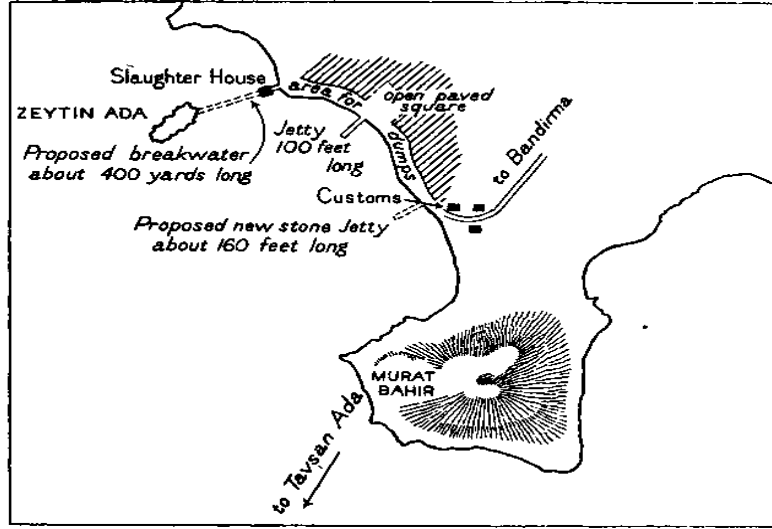 Slaughter House
ZEYTIN ADA
Proposed breakwater
about 400 yards long
area for
dumps
open paved
square
Jetty
100 feet
long
to Bandirma
Customs
Proposed new stone Jetty
about 160 feet long
MURAT
BAHIR
to Tavsan Ada